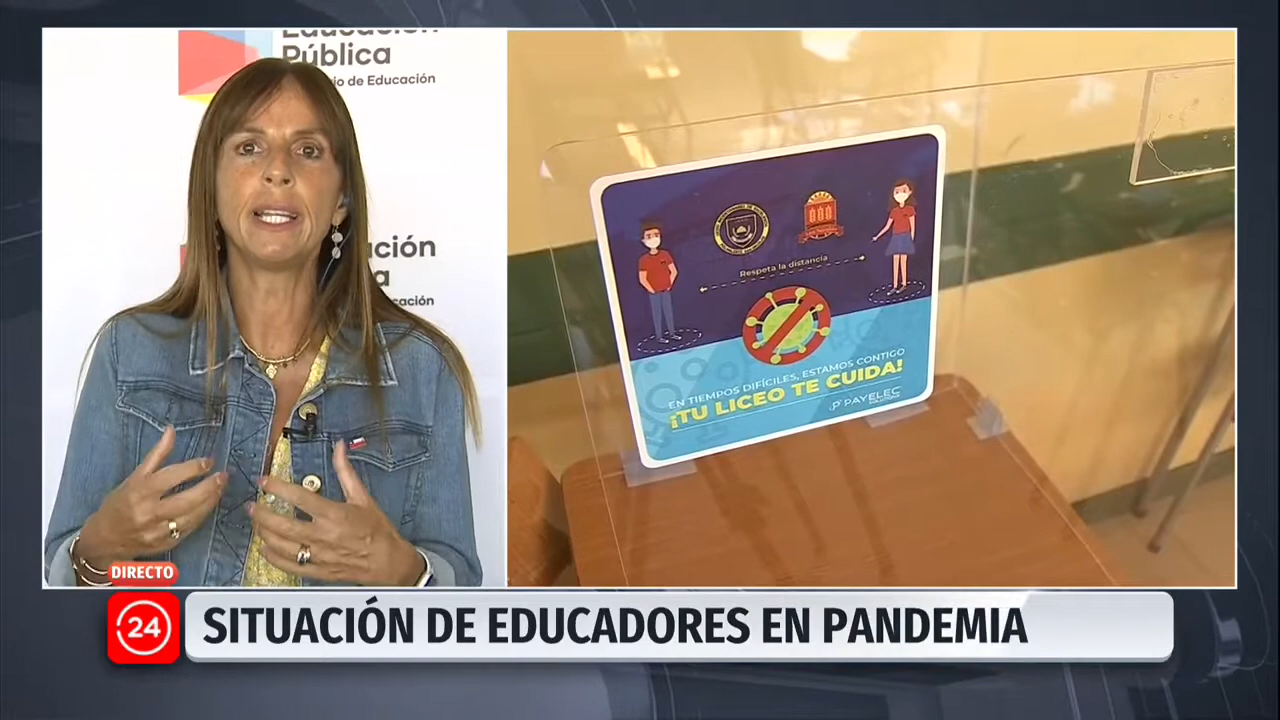 Educación
Pública
io de Educación
ación
a
cación
Respeta la distancia
EN TIEMPOS DIFÍCILES, ESTAMOS CONTIGO
¡TU LICEO TE CUIDA!
PAYELEC
DIRECTO
24
SITUACIÓN DE EDUCADORES EN PANDEMIA